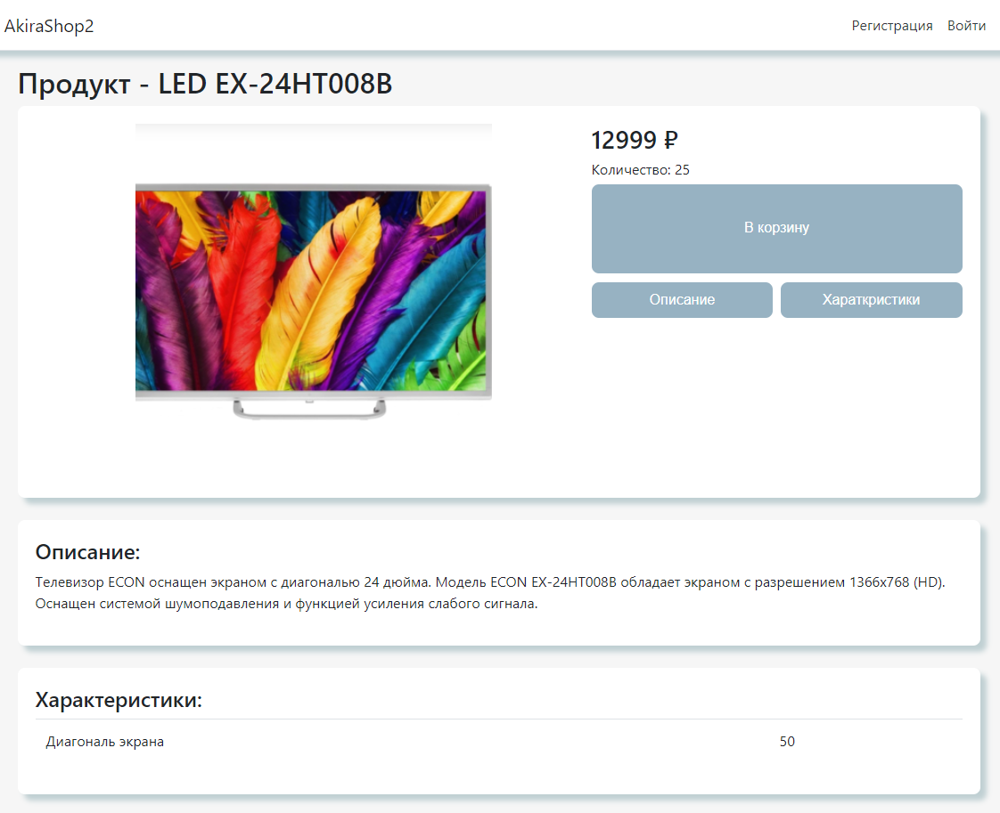 AkiraShop2
Регистрация Войти
Продукт - LED EX-24HT008B
12999 ₽
Количество: 25
В корзину
Описание Хараткристики
Описание:
Телевизор ECON оснащен экраном с диагональю 24 дюйма. Модель ECON EX-24HT008B обладает экраном с разрешением 1366x768 (HD).
Оснащен системой шумоподавления и функцией усиления слабого сигнала.
Характеристики:
Диагональ экрана 50